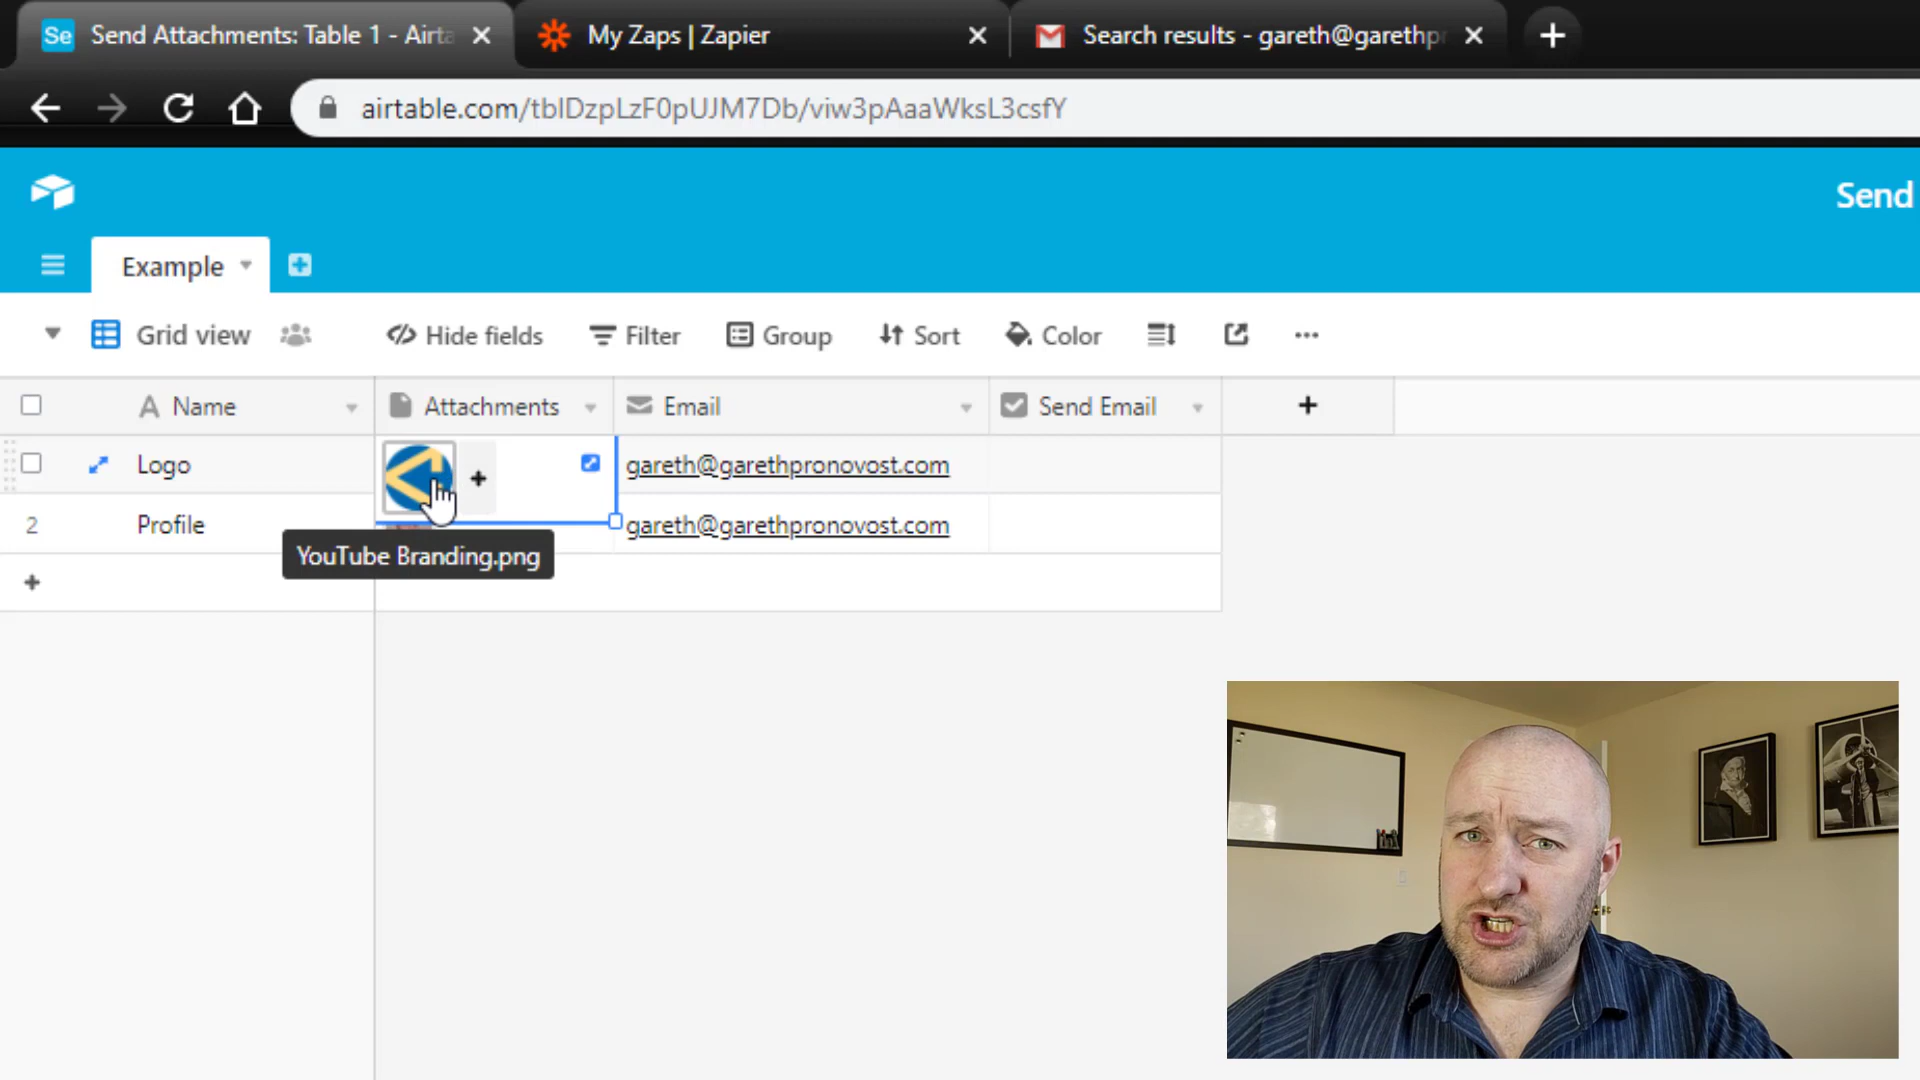 Se Send Attachments: Table 1 - Airta
My Zaps | Zapier
Search results - gareth@garethpr
airtable.com/tblDzpLzF0pUJM7Db/viw3pAaaWksL3csfY
Send
Example
Grid view
Hide fields
Filter
Group
Sort
Color
Name
Attachments
Email
Send Email
Logo
gareth@garethpronovost.com
2
Profile
gareth@garethpronovost.com
YouTube Branding.png